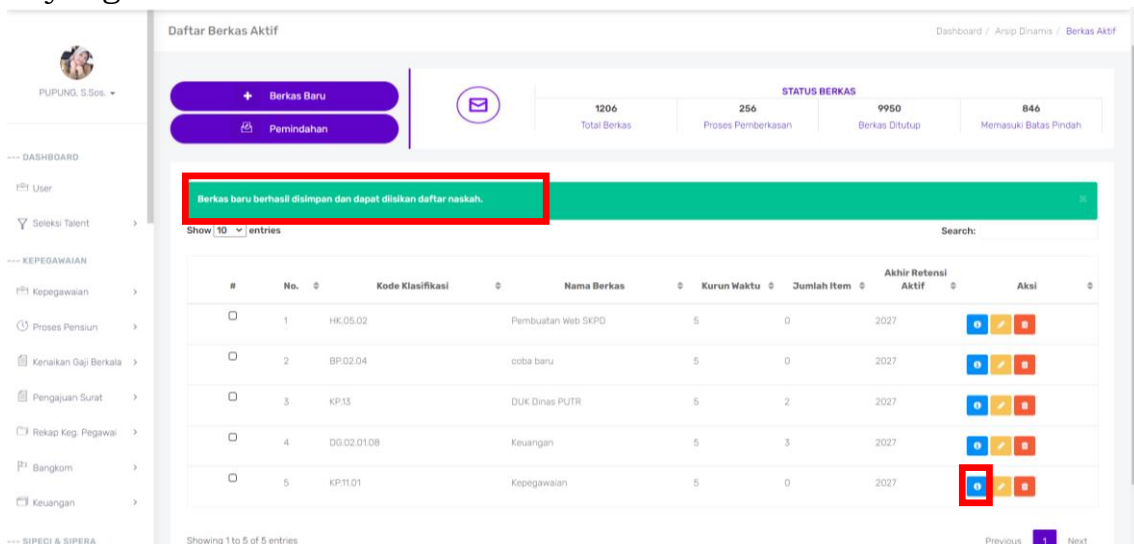 Daftar Berkas Aktif
Dashboard / Arsip Dinamis / Berkas Aktif
PUPUNG, S.Sos.
Berkas Baru
Pemindahan
STATUS BERKAS
1206 256 9950 846
Total Berkas Proses Pemberkasan Berkas Ditutup Memasuki Batas Pindah
--- DASHBOARD
User
Seleksi Talent
--- KEPEGAWAIAN
Kepegawaian
Proses Pensiun
Kenaikan Gaji Berkala
Pengajuan Surat
Rekap Keg. Pegawai
Bangkom
Keuangan
--- SIPECI & SIPERA
Berkas baru berhasil disimpan dan dapat diisikan daftar naskah.
Show 10 entries
Search:
# No. Kode Klasifikasi Nama Berkas Kurun Waktu Jumlah Item Akhir Retensi Aktif Aksi
1 HK.05.02 Pembuatan Web SKPD 5 0 2027
2 BP.02.04 coba baru 5 0 2027
3 KP.13 DUK Dinas PUTR 5 2 2027
4 DG.02.01.08 Keuangan 5 3 2027
5 KP.11.01 Kepegawaian 5 0 2027
Showing 1 to 5 of 5 entries
Previous 1 Next